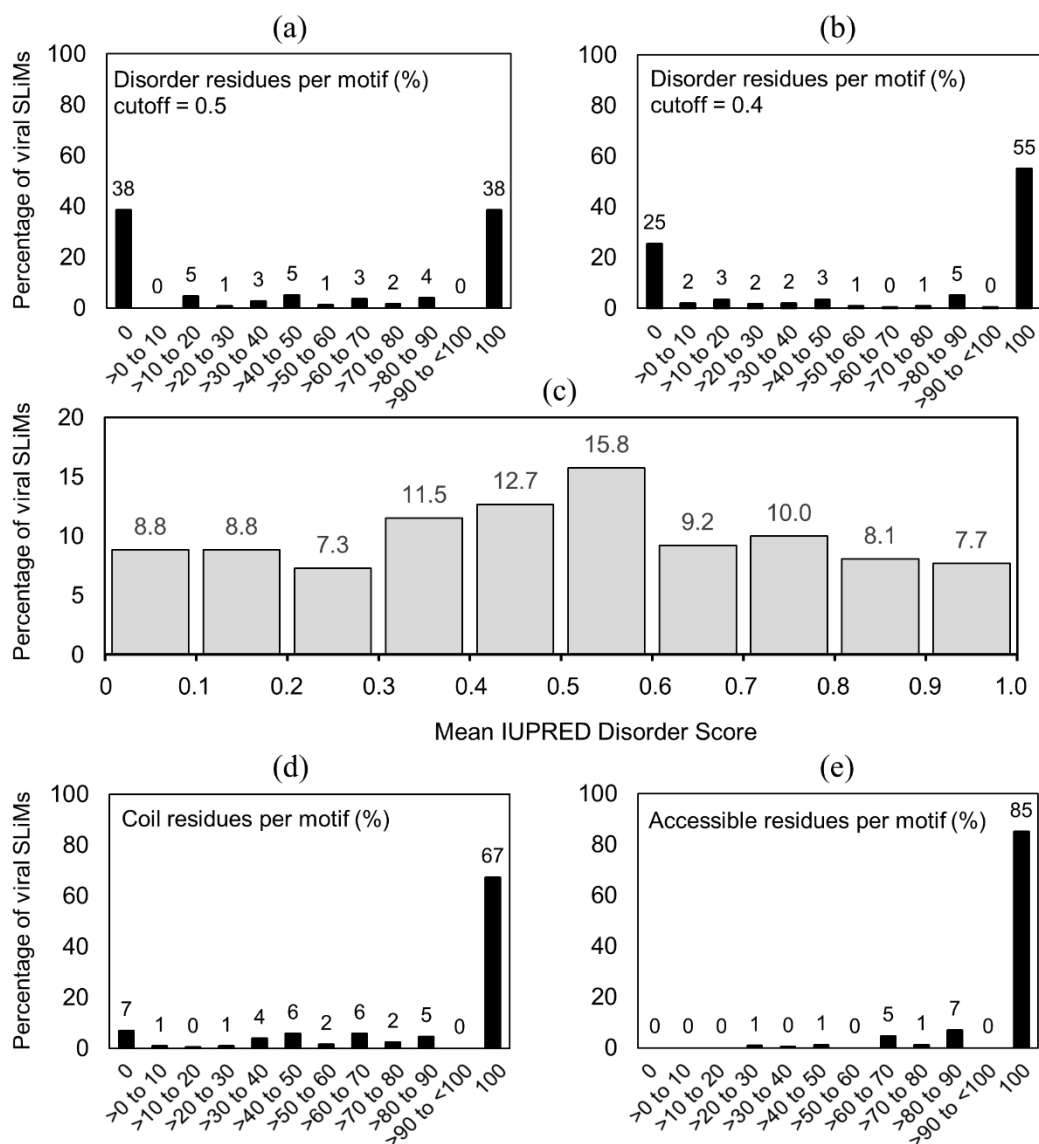 (a)
Percentage of viral SLiMs
100
80
60
40
20
0
Disorder residues per motif (%)
cutoff = 0.5
38
0
5
1
3
5
1
3
2
4
0
38
0
>0 to 10
>10 to 20
>20 to 30
>30 to 40
>40 to 50
>50 to 60
>60 to 70
>70 to 80
>80 to 90
>90 to <100
100
(b)
100
80
60
40
20
0
Disorder residues per motif (%)
cutoff = 0.4
25
2
3
2
2
3
1
0
1
5
0
55
0
>0 to 10
>10 to 20
>20 to 30
>30 to 40
>40 to 50
>50 to 60
>60 to 70
>70 to 80
>80 to 90
>90 to <100
100
(c)
Percentage of viral SLiMs
20
15
10
5
0
8.8
8.8
7.3
11.5
12.7
15.8
9.2
10.0
8.1
7.7
0
0.1
0.2
0.3
0.4
0.5
0.6
0.7
0.8
0.9
1.0
Mean IUPRED Disorder Score
(d)
Percentage of viral SLiMs
100
80
60
40
20
0
Coil residues per motif (%)
7
1
0
1
4
6
2
6
2
5
0
67
0
>0 to 10
>10 to 20
>20 to 30
>30 to 40
>40 to 50
>50 to 60
>60 to 70
>70 to 80
>80 to 90
>90 to <100
100
(e)
100
80
60
40
20
0
Accessible residues per motif (%)
0
0
0
1
0
1
0
5
1
7
0
85
0
>0 to 10
>10 to 20
>20 to 30
>30 to 40
>40 to 50
>50 to 60
>60 to 70
>70 to 80
>80 to 90
>90 to <100
100